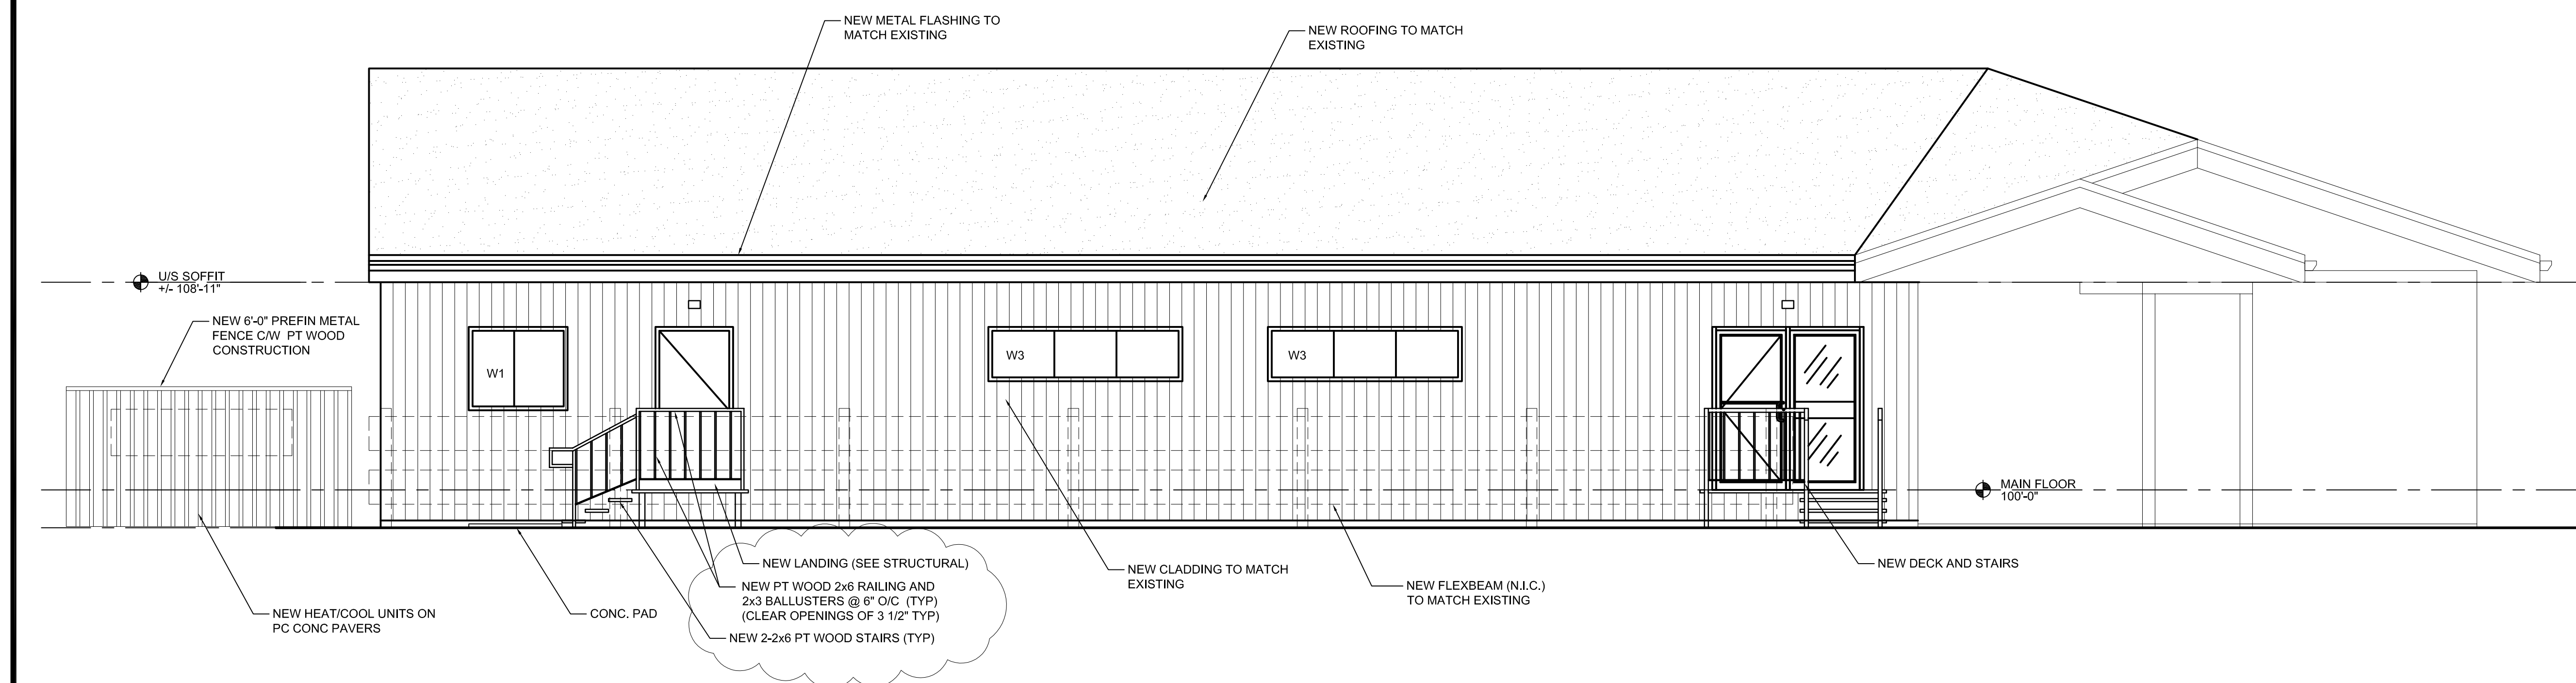 NEW METAL FLASHING TO
MATCH EXISTING
NEW ROOFING TO MATCH
EXISTING
U/S SOFFIT
+/- 108'-11"
NEW 6'-0" PREFIN METAL
FENCE C/W PT WOOD
CONSTRUCTION
W1
W3
W3
MAIN FLOOR
100'-0"
NEW LANDING (SEE STRUCTURAL)
NEW PT WOOD 2x6 RAILING AND
2x3 BALLUSTERS @ 6" O/C (TYP)
(CLEAR OPENINGS OF 3 1/2" TYP)
NEW 2-2x6 PT WOOD STAIRS (TYP)
NEW CLADDING TO MATCH
EXISTING
NEW FLEXBEAM (N.I.C.)
TO MATCH EXISTING
NEW DECK AND STAIRS
NEW HEAT/COOL UNITS ON
PC CONC PAVERS
CONC. PAD